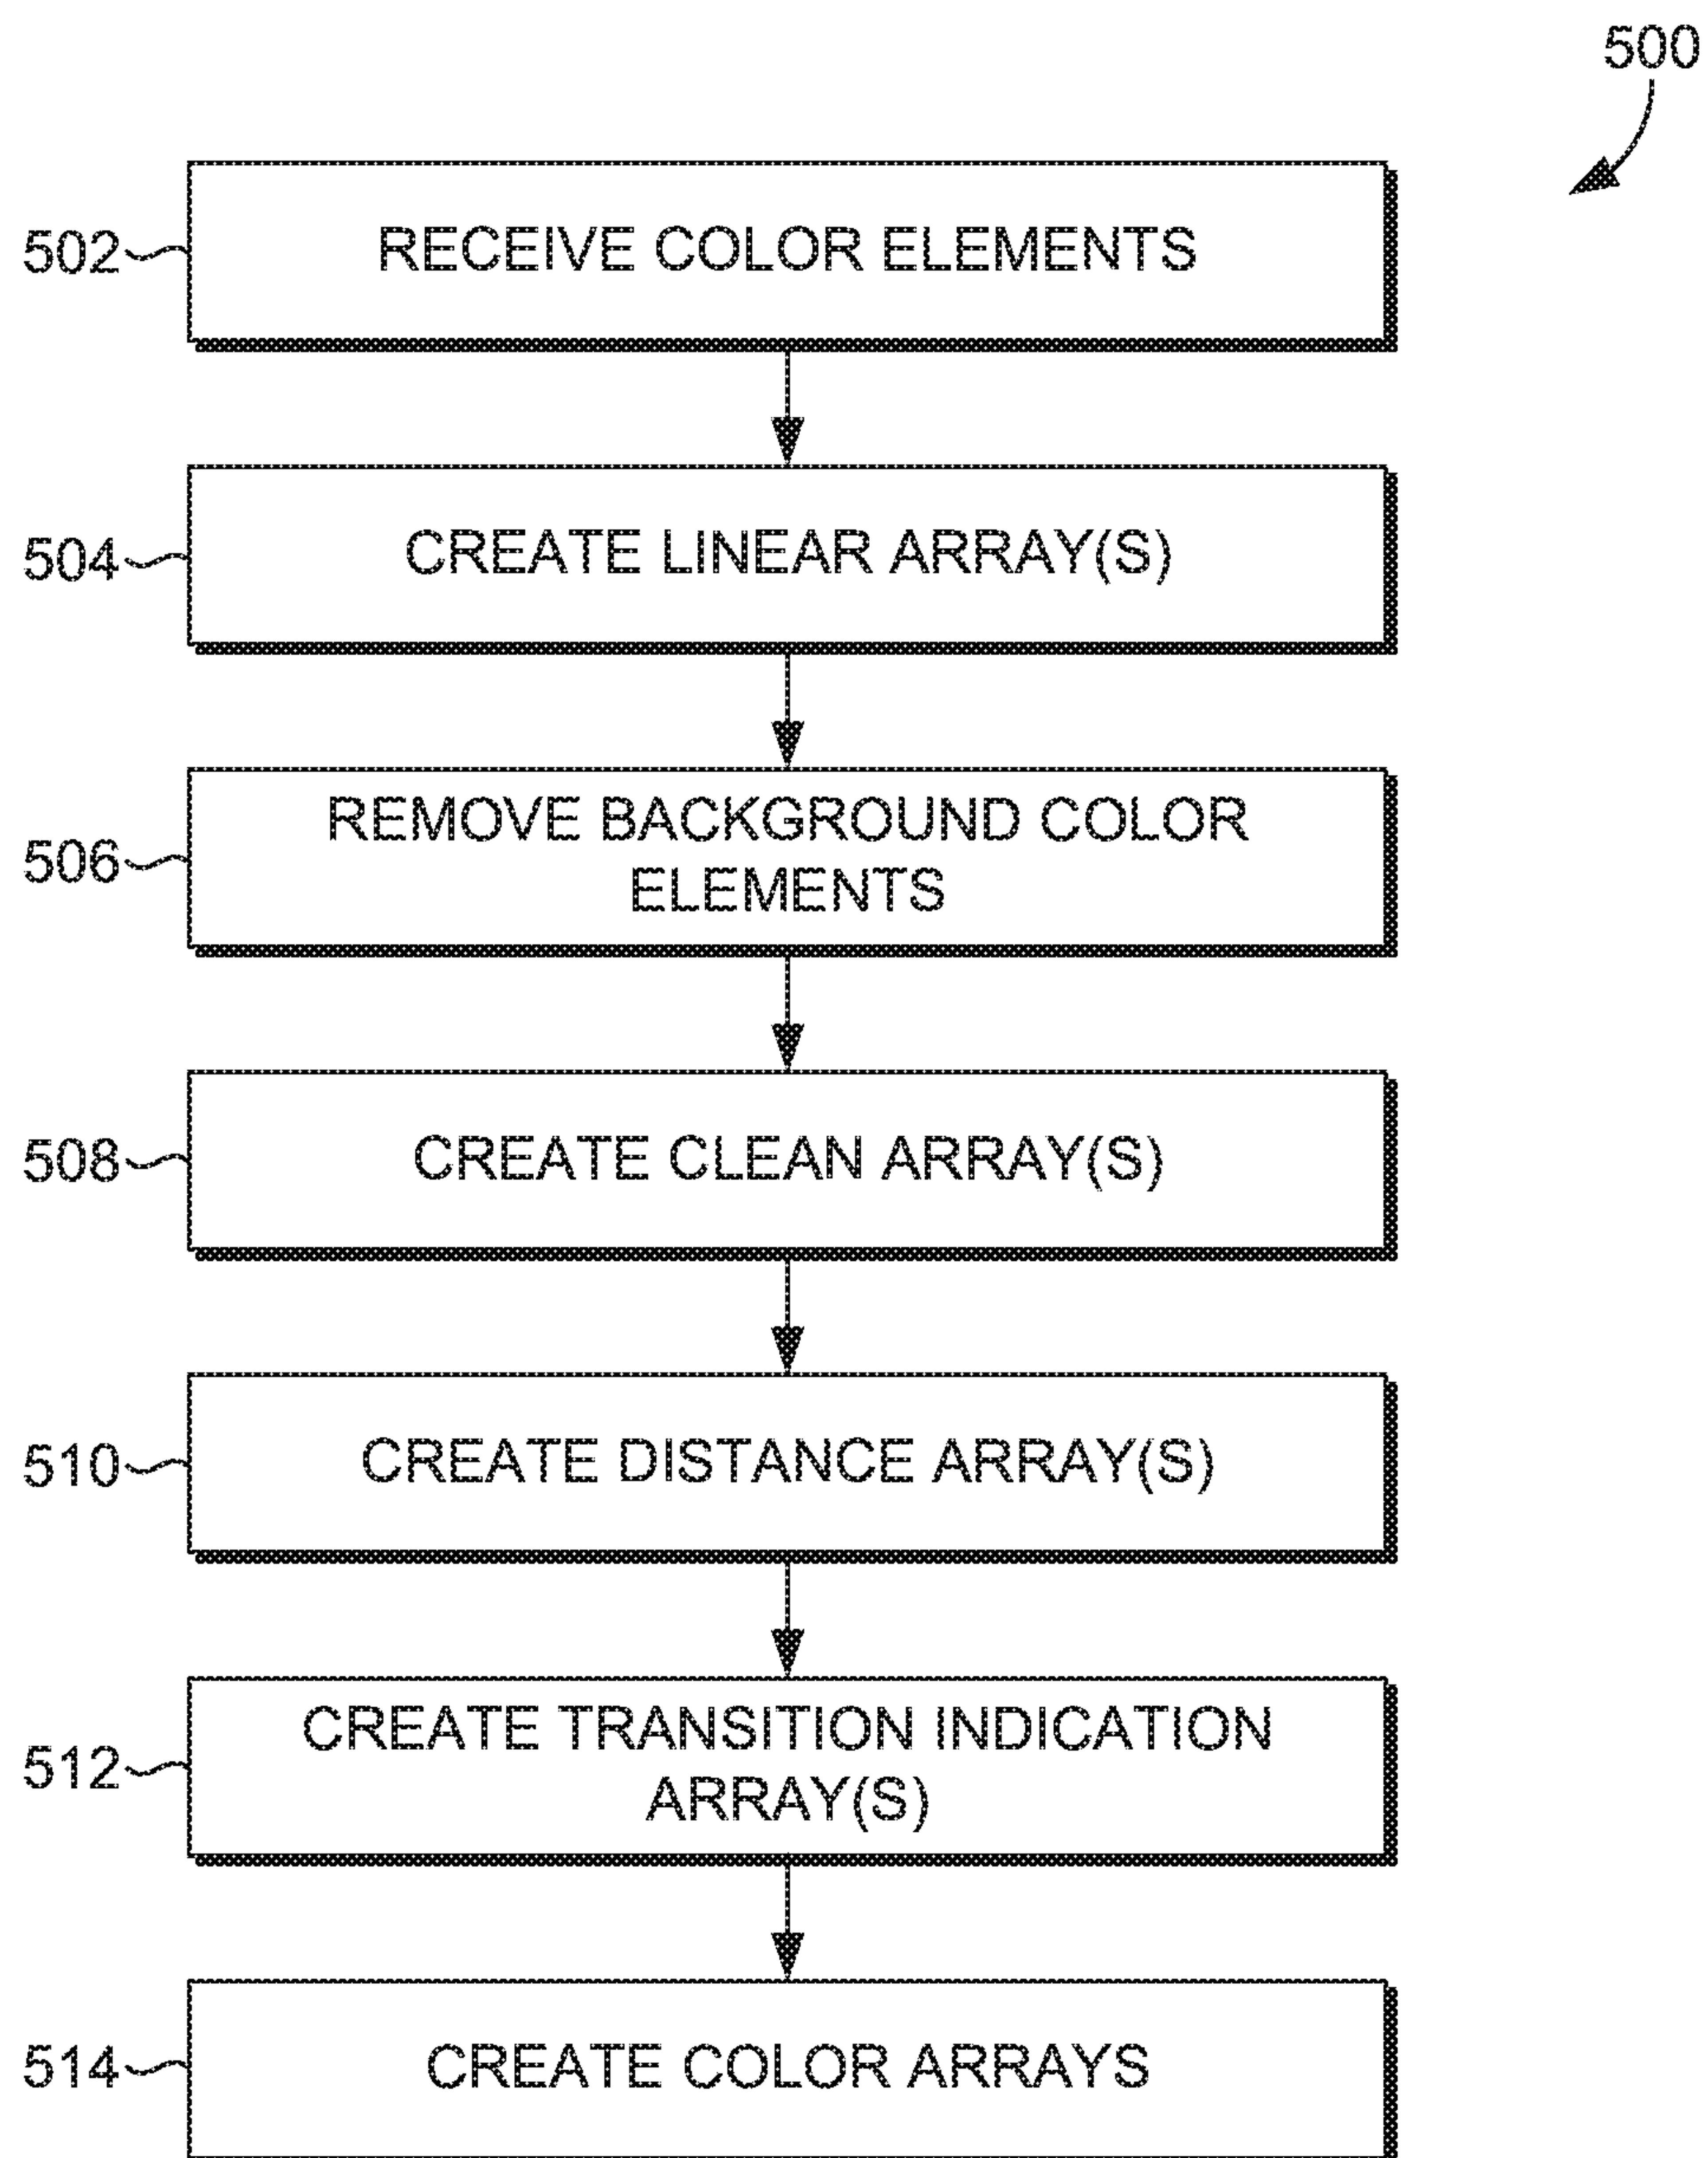 500
502
RECEIVE COLOR ELEMENTS
504
CREATE LINEAR ARRAY(S)
506
REMOVE BACKGROUND COLOR
ELEMENTS
508
CREATE CLEAN ARRAY(S)
510
CREATE DISTANCE ARRAY(S)
512
CREATE TRANSITION INDICATION
ARRAY(S)
514
CREATE COLOR ARRAYS